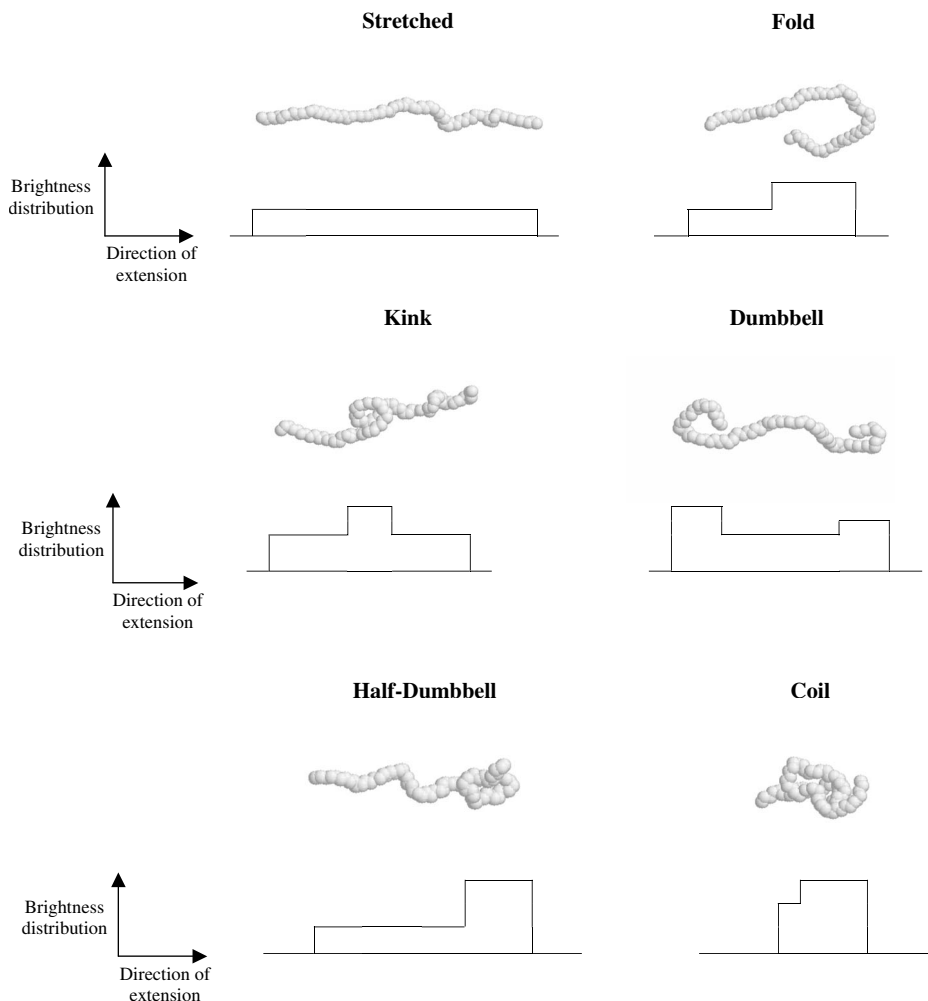 Stretched
Fold
Brightness
distribution
Direction of
extension
Kink
Dumbbell
Brightness
distribution
Direction of
extension
Half-Dumbbell
Coil
Brightness
distribution
Direction of
extension